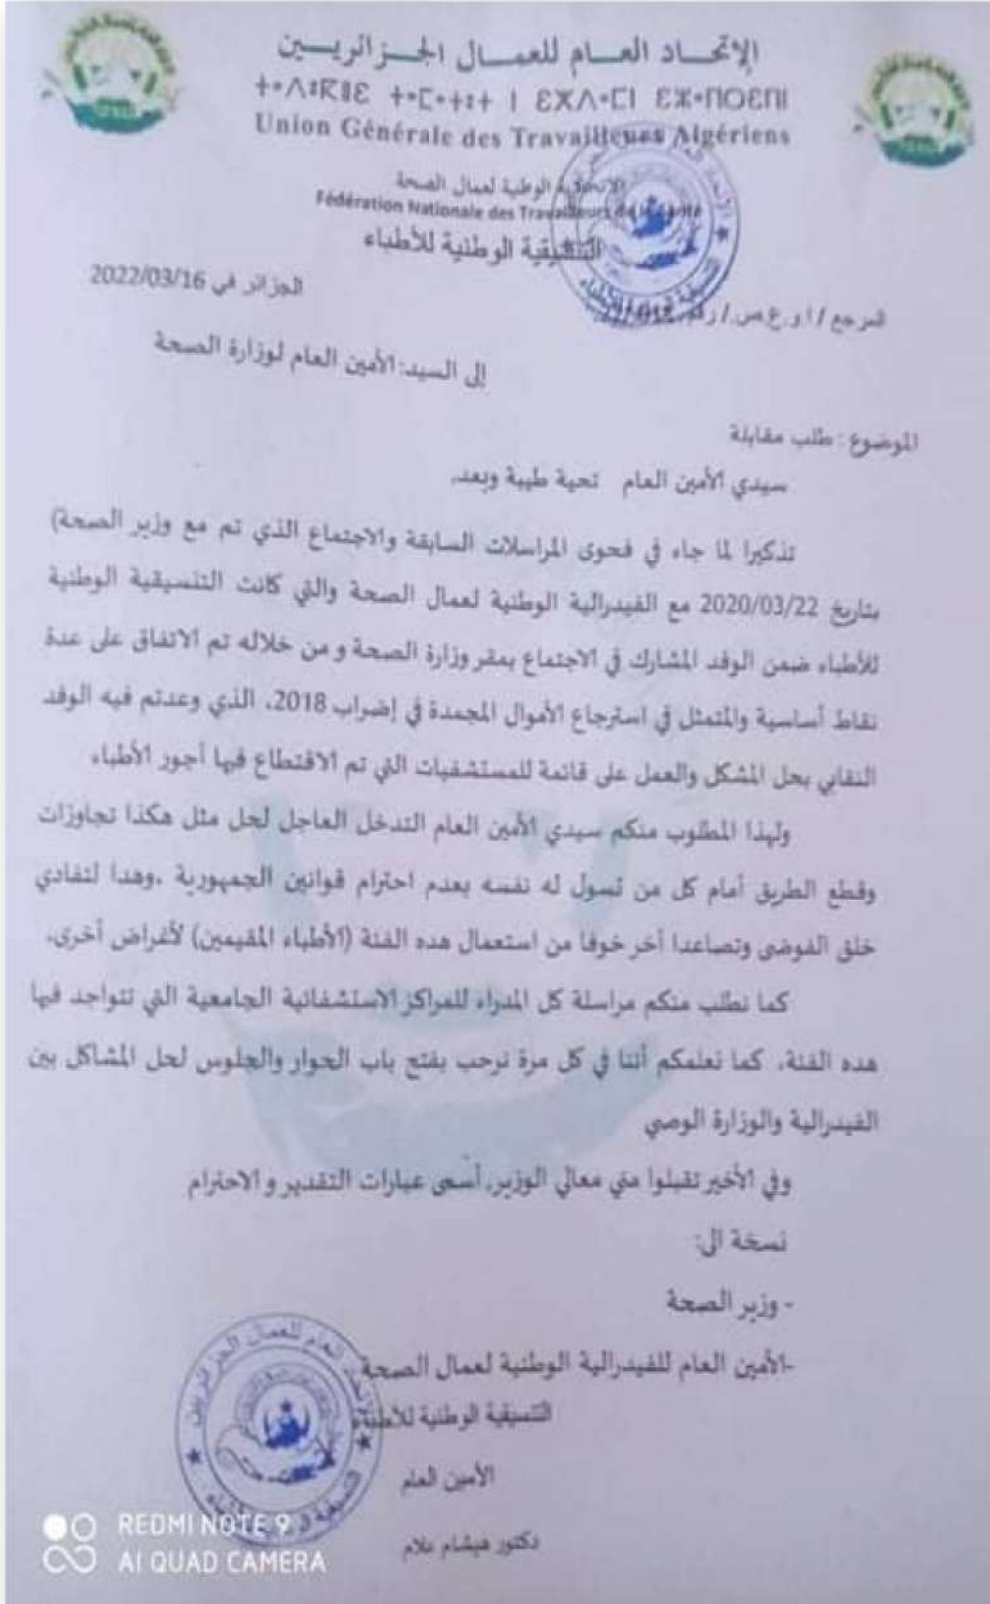 الإتحاد العام للعمال الجزائريين
ⵜⴰⴷⵓⴽⵍⵉ ⵜⴰⵎⴰⵜⵓⵜ ⵏ ⵉⵣⴷⴰⵎⵏ ⵉⵣⴰⵢⵔⵉⵢⵏ
Union Générale des Travailleurs Algériens
الاتحادية الوطنية لعمال الصحة
Fédération Nationale des Travailleurs de la Santé
التنسيقية الوطنية للأطباء
الجزائر في 2022/03/16
المرجع / ا و ع ص / رقم
إلى السيد: الأمين العام لوزارة الصحة
الموضوع : طلب مقابلة
سيدي الأمين العام تحية طيبة وبعد،
تذكيرا لما جاء في فحوى المراسلات السابقة والاجتماع الذي تم مع وزير الصحة)
بتاريخ 2020/03/22 مع الفيدرالية الوطنية لعمال الصحة والتي كانت التنسيقية الوطنية
للأطباء ضمن الوفد المشارك في الاجتماع بمقر وزارة الصحة و من خلاله تم الاتفاق على عدة
نقاط أساسية والمتمثل في استرجاع الأموال المجمدة في إضراب 2018، الذي وعدتم فيه الوفد
النقابي بحل المشكل والعمل على قائمة للمستشفيات التي تم الاقتطاع فيها أجور الأطباء
ولهذا المطلوب منكم سيدي الأمين العام التدخل العاجل لحل مثل هكذا تجاوزات
وقطع الطريق أمام كل من تسول له نفسه بعدم احترام قوانين الجمهورية .وهدا لتفادي
خلق الفوضى وتصاعدا أخر خوفا من استعمال هده الفئة (الأطباء المقيمين) لأغراض أخرى.
كما نطلب منكم مراسلة كل المدراء للمراكز الاستشفائية الجامعية التي تتواجد فيها
هده الفئة، كما نعلمكم أننا في كل مرة نرحب بفتح باب الحوار والجلوس لحل المشاكل بين
الفيدرالية والوزارة الوصي
وفي الأخير تقبلوا مني معالي الوزير, أسمى عبارات التقدير و الاحترام
نسخة الى:
- وزير الصحة
-الأمين العام للفيدرالية الوطنية لعمال الصحة
التنسيقية الوطنية للأطباء
الأمين العام
دكتور هيشام علام
REDMI NOTE 9
AI QUAD CAMERA